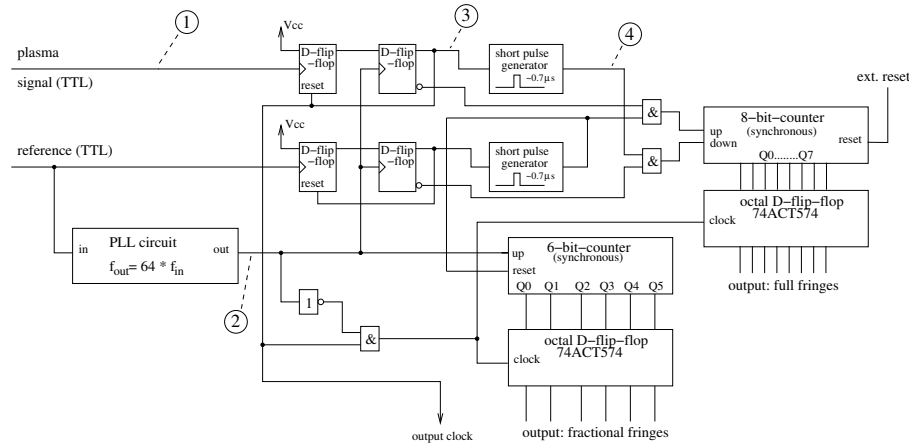 1
3
4
plasma
signal (TTL)
Vcc
D−flip
−flop
reset
D−flip
−flop
short pulse
generator
~0.7μs
ext. reset
&
8−bit−counter
(synchronous)
up
down
reset
Q0........Q7
reference (TTL)
Vcc
D−flip
−flop
reset
D−flip
−flop
short pulse
generator
~0.7μs
&
octal D−flip−flop
74ACT574
clock
output: full fringes
in
PLL circuit
out
f out = 64 * f in
2
6−bit−counter
(synchronous)
up
reset
Q0 Q1 Q2 Q3 Q4 Q5
1
&
octal D−flip−flop
74ACT574
clock
output clock
output: fractional fringes